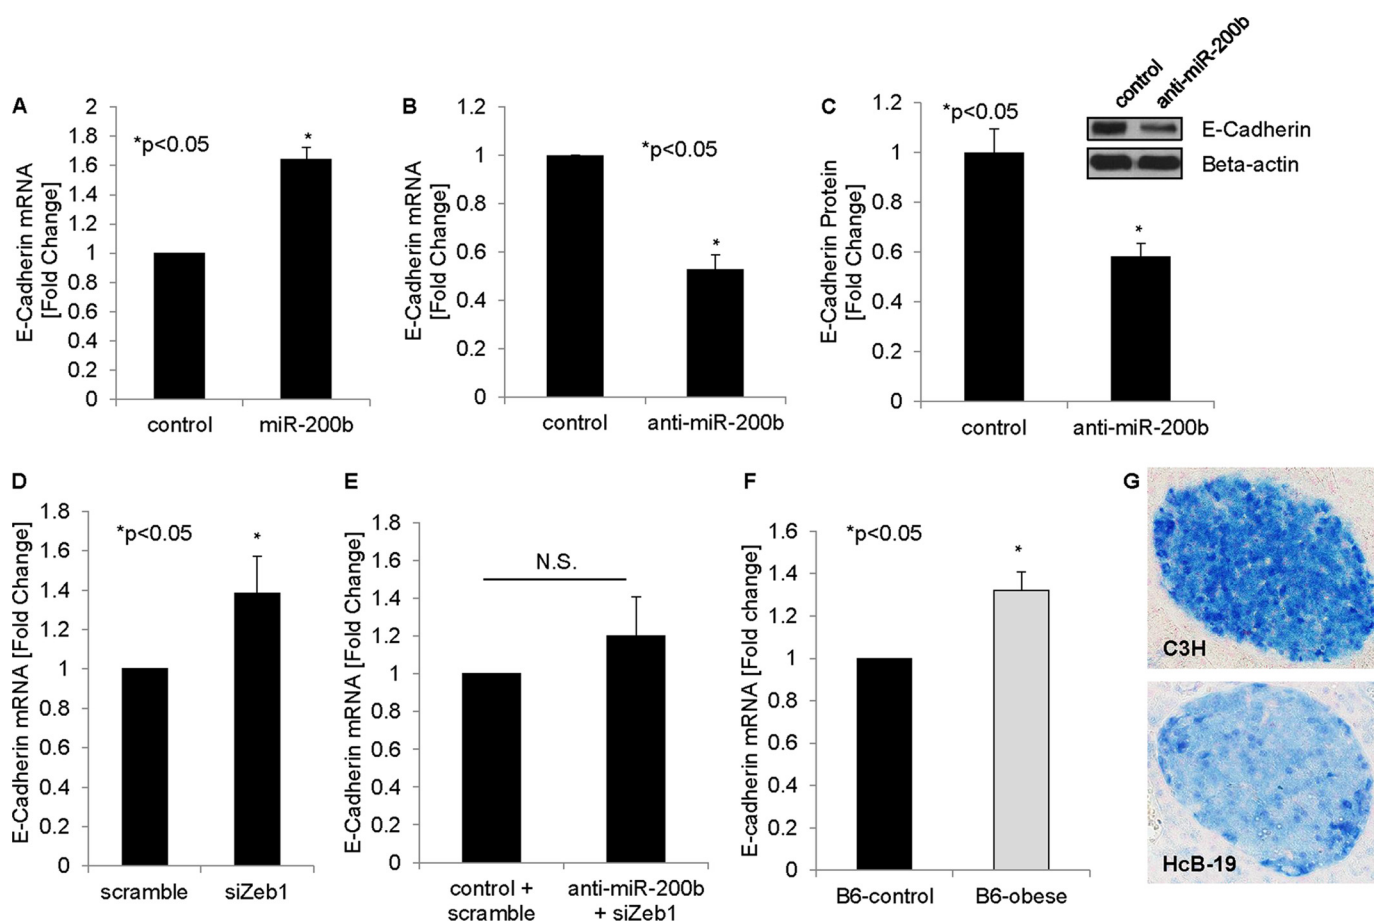 A
E-Cadherin mRNA
[Fold Change]
2
1.8
1.6
1.4
1.2
1
0.8
0.6
0.4
0.2
0
*p<0.05
*
control
miR-200b
B
E-Cadherin mRNA
[Fold Change]
1.2
1
0.8
0.6
0.4
0.2
0
*p<0.05
*
control
anti-miR-200b
C
E-Cadherin Protein
[Fold Change]
1.2
1
0.8
0.6
0.4
0.2
0
*p<0.05
*
control
anti-miR-200b
control
anti-miR-200b
E-Cadherin
Beta-actin
D
E-Cadherin mRNA [Fold Change]
1.8
1.6
1.4
1.2
1
0.8
0.6
0.4
0.2
0
*p<0.05
*
scramble
siZeb1
E
E-Cadherin mRNA [Fold Change]
1.8
1.6
1.4
1.2
1
0.8
0.6
0.4
0.2
0
N.S.
control +
scramble
anti-miR-200b
+ siZeb1
F
E-cadherin mRNA [Fold change]
1.6
1.4
1.2
1
0.8
0.6
0.4
0.2
0
*p<0.05
*
B6-control
B6-obese
G
C3H
HcB-19